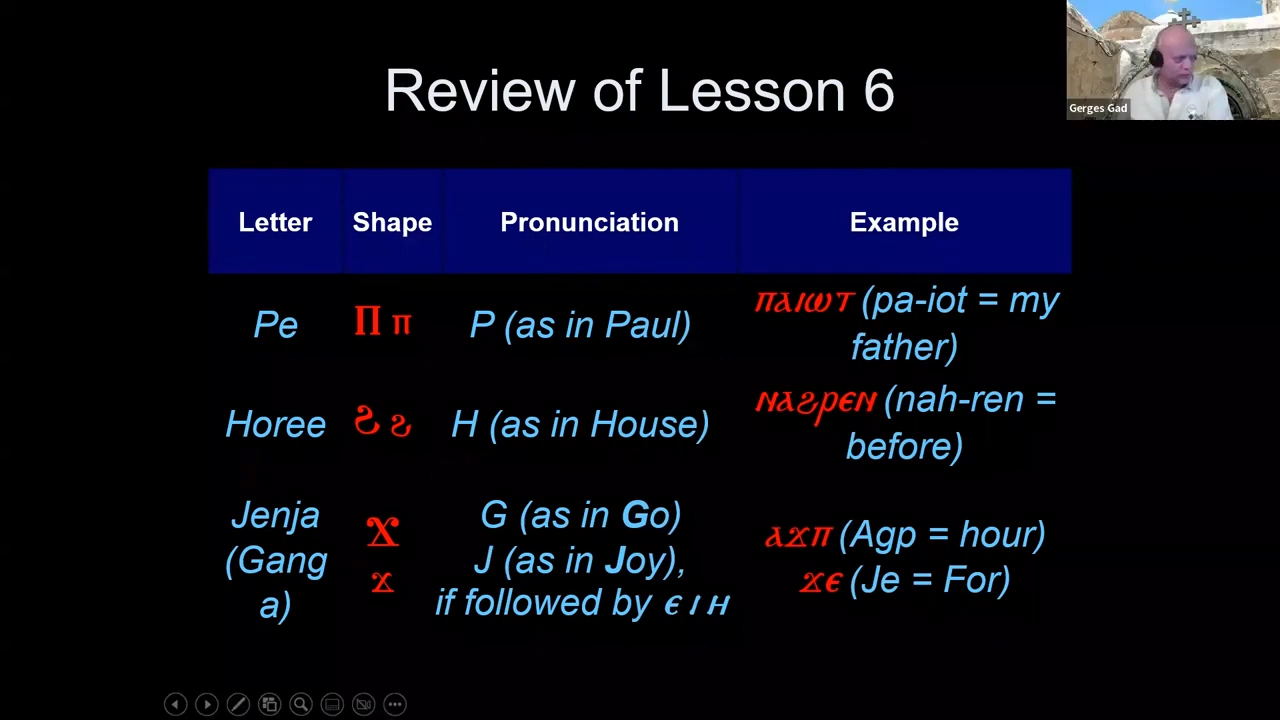 Gerges Gad
Review of Lesson 6
Letter Shape Pronunciation Example
Pe Ⲡ ⲡ P (as in Paul) ⲡⲁⲓⲱⲧ (pa-iot = my
father)
Horee Ϩ ϩ H (as in House) ⲛⲁϩⲣⲉⲛ (nah-ren =
before)
Jenja
(Gang
a)
Ϫ
ϫ
G (as in Go)
J (as in Joy),
if followed by ⲉ ⲓ ⲏ
ⲁϫⲡ (Agp = hour)
ϫⲉ (Je = For)